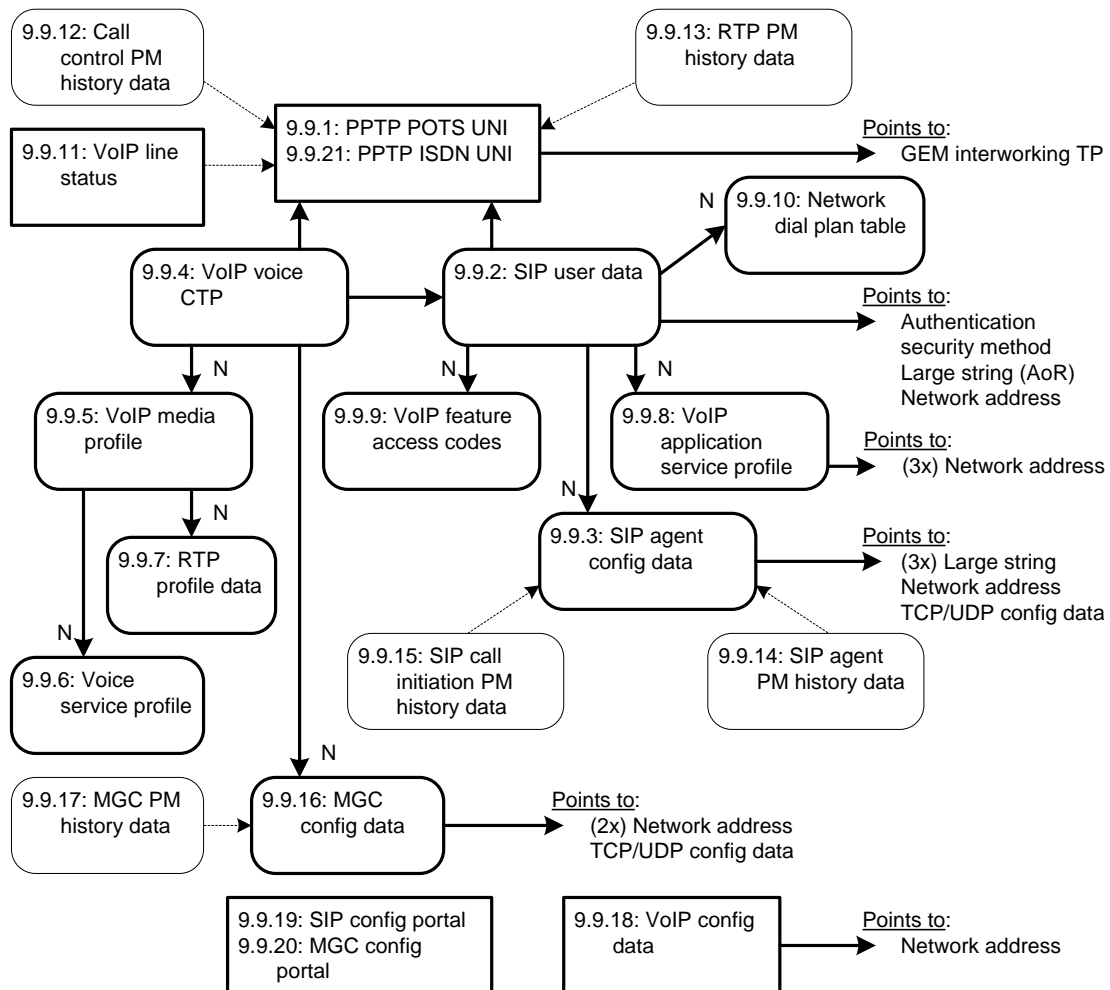 9.9.12: Call
control PM
history data
9.9.13: RTP PM
history data
9.9.1: PPTP POTS UNI
9.9.21: PPTP ISDN UNI
9.9.11: VoIP line
status
Points to:
GEM interworking TP
N
9.9.10: Network
dial plan table
9.9.4: VoIP voice
CTP
9.9.2: SIP user data
Points to:
Authentication
security method
Large string (AoR)
Network address
N
N
N
9.9.5: VoIP media
profile
9.9.9: VoIP feature
access codes
9.9.8: VoIP
application
service profile
Points to:
(3x) Network address
N
N
9.9.7: RTP
profile data
9.9.3: SIP agent
config data
Points to:
(3x) Large string
Network address
TCP/UDP config data
N
9.9.6: Voice
service profile
9.9.15: SIP call
initiation PM
history data
9.9.14: SIP agent
PM history data
N
9.9.17: MGC PM
history data
9.9.16: MGC
config data
Points to:
(2x) Network address
TCP/UDP config data
9.9.19: SIP config portal
9.9.20: MGC config
portal
9.9.18: VoIP config
data
Points to:
Network address